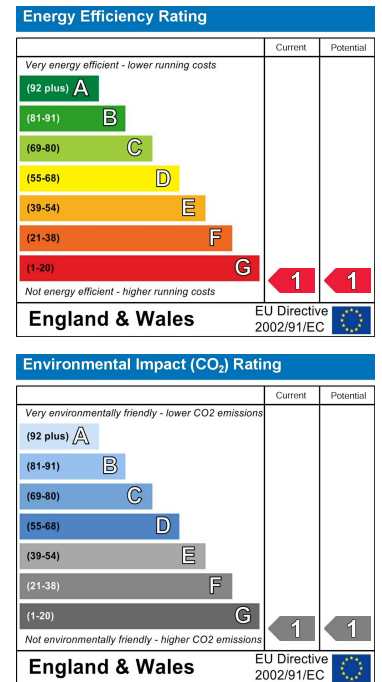 Energy Efficiency Rating
Current Potential
Very energy efficient - lower running costs
(92 plus) A
(81-91) B
(69-80) C
(55-68) D
(39-54) E
(21-38) F
(1-20) G 1 1
Not energy efficient - higher running costs
England & Wales EU Directive
2002/91/EC
Environmental Impact (CO₂) Rating
Current Potential
Very environmentally friendly - lower CO2 emissions
(92 plus) A
(81-91) B
(69-80) C
(55-68) D
(39-54) E
(21-38) F
(1-20) G 1 1
Not environmentally friendly - higher CO2 emissions
England & Wales EU Directive
2002/91/EC